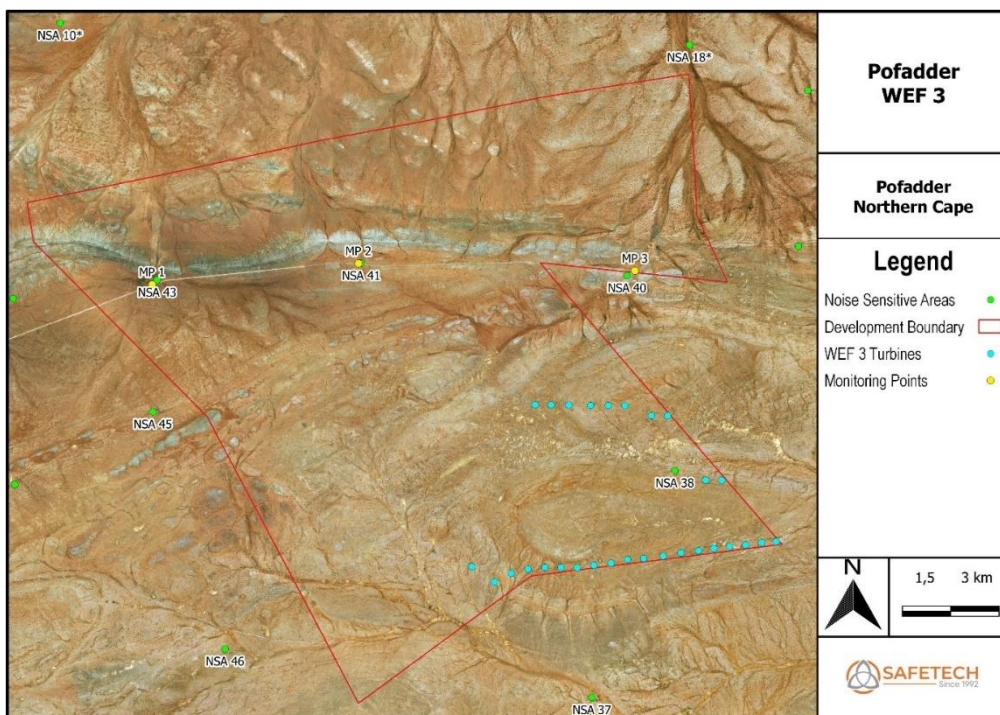 NSA 10*
NSA 18*
MP 1
NSA 43
MP 2
NSA 41
MP 3
NSA 40
NSA 45
NSA 38
NSA 46
NSA 37
Pofadder
WEF 3
Pofadder
Northern Cape
Legend
Noise Sensitive Areas
Development Boundary
WEF 3 Turbines
Monitoring Points
N
1,5 3 km
SAFETECH
Since 1992